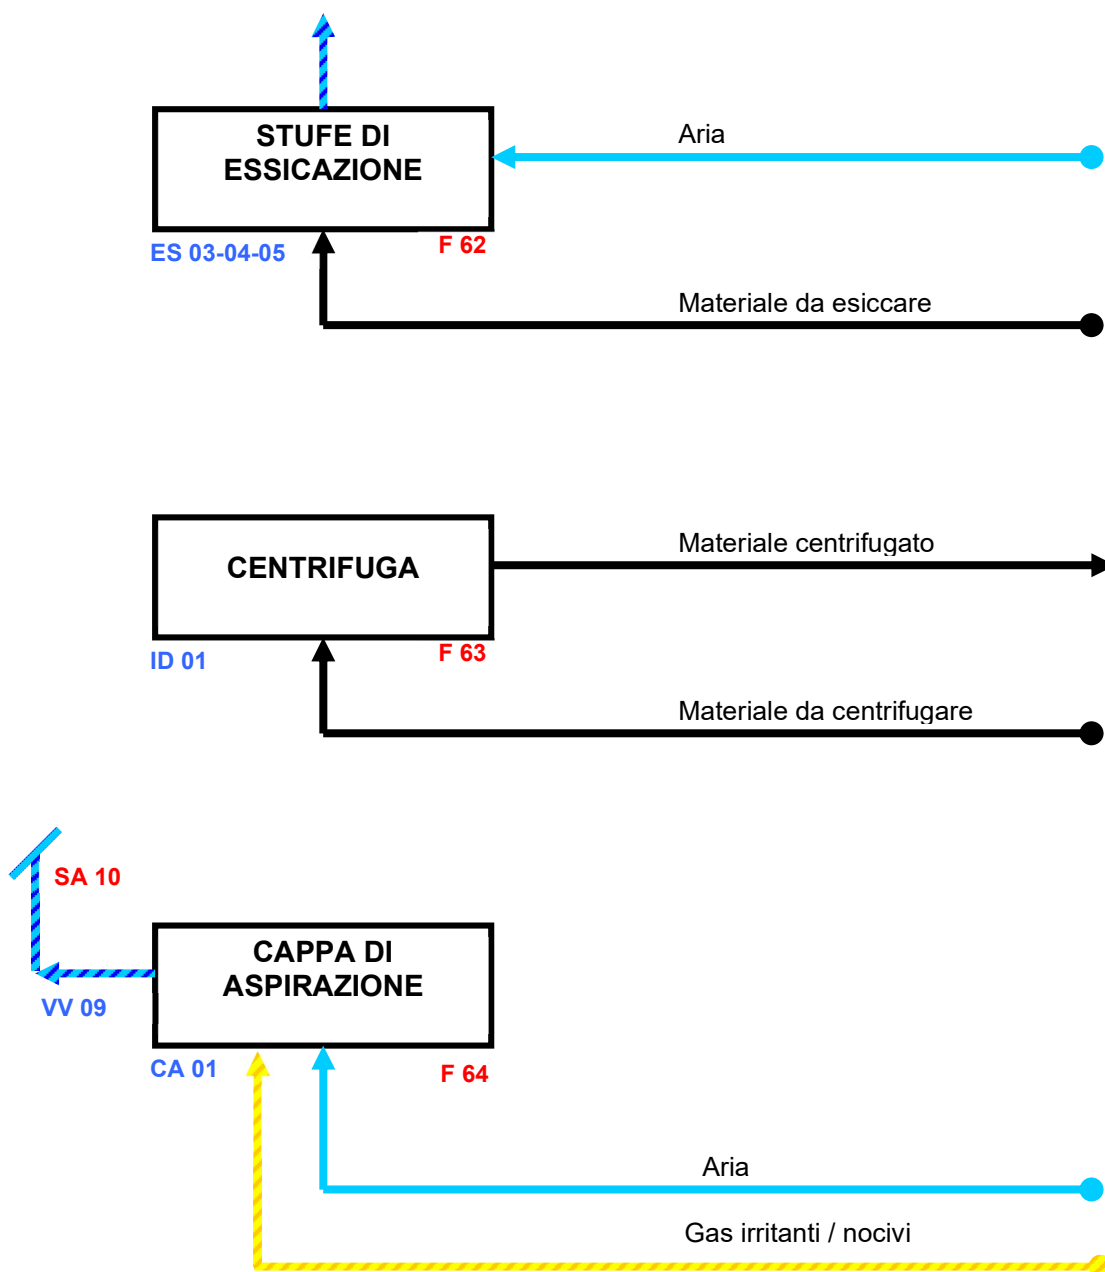 STUFE DI
ESSICAZIONE
Aria
ES 03-04-05
F 62
Materiale da esiccare
CENTRIFUGA
Materiale centrifugato
ID 01
F 63
Materiale da centrifugare
SA 10
CAPPA DI
ASPIRAZIONE
VV 09
CA 01
F 64
Aria
Gas irritanti / nocivi